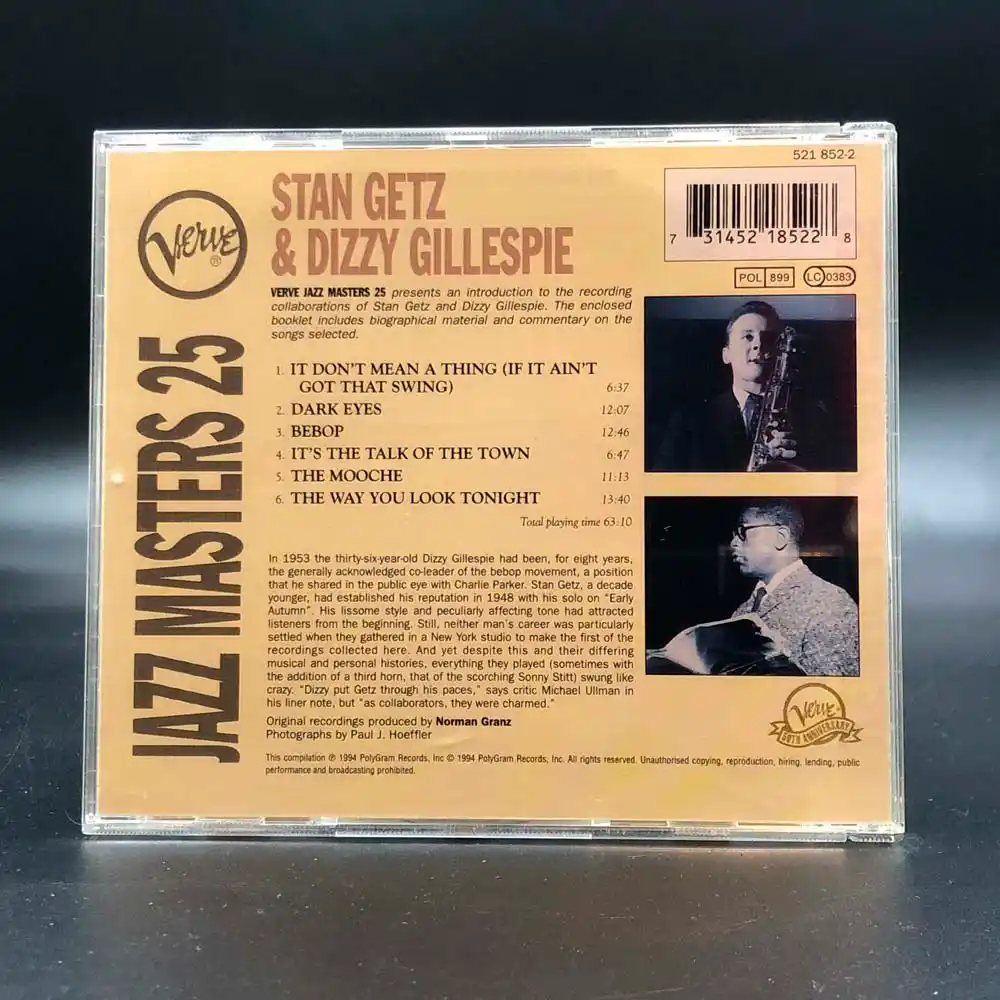 521 852-2
7 31452 18522 8
POL 899 LC 0383
Verve ®
JAZZ MASTERS 25
STAN GETZ
& DIZZY GILLESPIE
VERVE JAZZ MASTERS 25 presents an introduction to the recording
collaborations of Stan Getz and Dizzy Gillespie. The enclosed
booklet includes biographical material and commentary on the
songs selected.
1. IT DON'T MEAN A THING (IF IT AIN'T
GOT THAT SWING) 6:37
2. DARK EYES 12:07
3. BEBOP 12:46
4. IT'S THE TALK OF THE TOWN 6:47
5. THE MOOCHE 11:13
6. THE WAY YOU LOOK TONIGHT 13:40
Total playing time 63:10
In 1953 the thirty-six-year-old Dizzy Gillespie had been, for eight years,
the generally acknowledged co-leader of the bebop movement, a position
that he shared in the public eye with Charlie Parker. Stan Getz, a decade
younger, had established his reputation in 1948 with his solo on "Early
Autumn". His lissome style and peculiarly affecting tone had attracted
listeners from the beginning. Still, neither man's career was particularly
settled when they gathered in a New York studio to make the first of the
recordings collected here. And yet despite this and their differing
musical and personal histories, everything they played (sometimes with
the addition of a third horn, that of the scorching Sonny Stitt) swung like
crazy. "Dizzy put Getz through his paces," says critic Michael Ullman in
his liner note, but "as collaborators, they were charmed."
Original recordings produced by Norman Granz
Photographs by Paul J. Hoeffler
Verve
50TH ANNIVERSARY
This compilation ℗ 1994 PolyGram Records, Inc © 1994 PolyGram Records, Inc. All rights reserved. Unauthorised copying, reproduction, hiring, lending, public
performance and broadcasting prohibited.